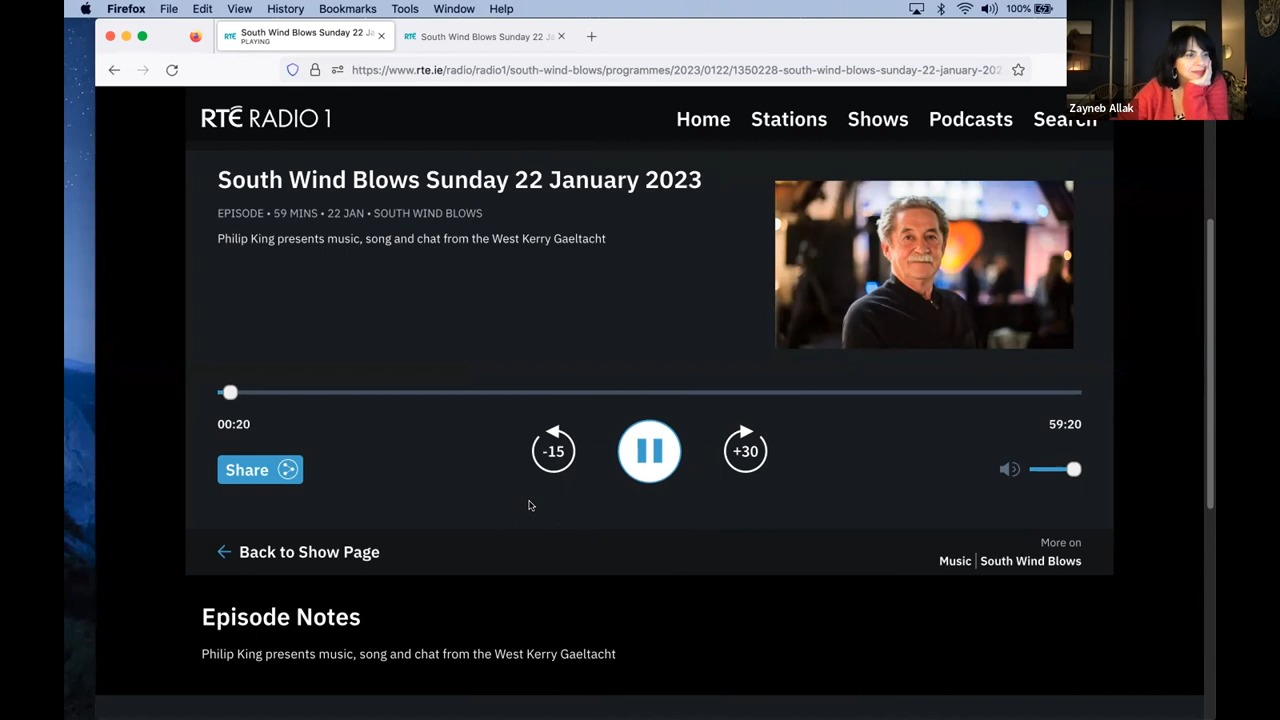 Firefox File Edit View History Bookmarks Tools Window Help 100%
South Wind Blows Sunday 22 Ja
PLAYING
South Wind Blows Sunday 22 Ja
https://www.rte.ie/radio/radio1/south-wind-blows/programmes/2023/0122/1350228-south-wind-blows-sunday-22-january-202
Zayneb Allak
RTÉ RADIO 1
Home Stations Shows Podcasts Search
South Wind Blows Sunday 22 January 2023
EPISODE • 59 MINS • 22 JAN • SOUTH WIND BLOWS
Philip King presents music, song and chat from the West Kerry Gaeltacht
00:20
59:20
-15
+30
Share
Back to Show Page
More on
Music | South Wind Blows
Episode Notes
Philip King presents music, song and chat from the West Kerry Gaeltacht